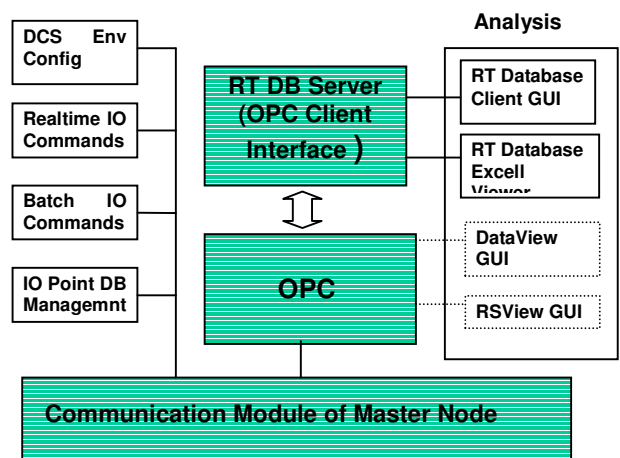 Analysis
DCS Env
Config
Realtime IO
Commands
Batch IO
Commands
IO Point DB
Managemnt
RT DB Server
(OPC Client
Interface )
OPC
RT Database
Client GUI
RT Database
Excell
Viewer
DataView
GUI
RSView GUI
Communication Module of Master Node